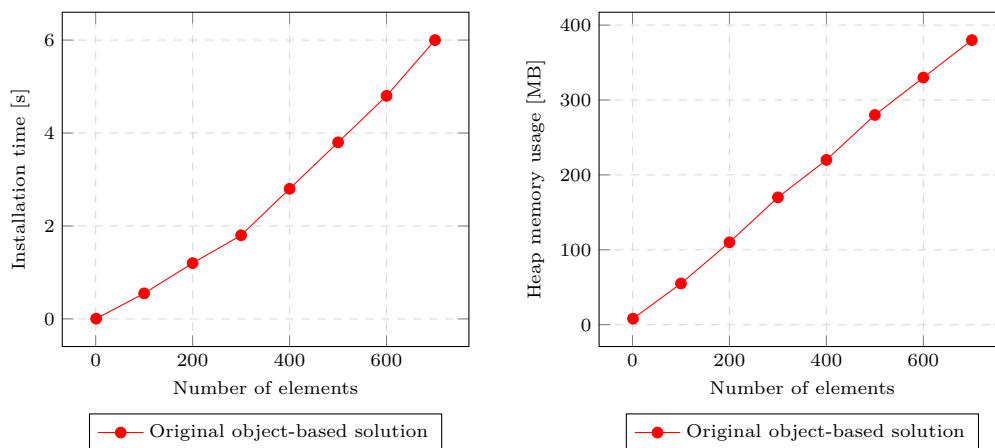 6
4
2
0
Installation time [s]
0 200 400 600
Number of elements
Original object-based solution
400
300
200
100
0
Heap memory usage [MB]
0 200 400 600
Number of elements
Original object-based solution